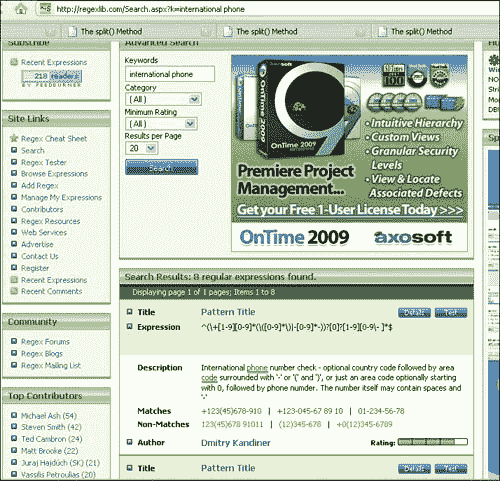 http://regexlib.com/Search.aspx?k=international phone
The split() Method
The split() Method
The split() Method
Subscribe
Recent Expressions
218 readers
BY FEEDBURNER
Site Links
Regex Cheat Sheet
Search
Regex Tester
Browse Expressions
Add Regex
Manage My Expressions
Contributors
Regex Resources
Web Services
Advertise
Contact Us
Register
Recent Expressions
Recent Comments
Community
Regex Forums
Regex Blogs
Regex Mailing List
Top Contributors
Michael Ash (54)
Steven Smith (42)
Ted Cambron (24)
Matt Brooke (22)
Juraj Hajdúch (SK) (21)
Vassilis Petroulias (20)
Advanced Search
Keywords
international phone
Category
( All )
Minimum Rating
( All )
Results per Page
20
Search
axosoft
OnTime 2009
• Intuitive Hierarchy
• Custom Views
• Granular Security
Levels
• View & Locate
Associated Defects
Premiere Project
Management...
Get your Free 1-User License Today >>>
OnTime 2009 axosoft
Search Results: 8 regular expressions found.
Displaying page 1 of 1 pages; Items 1 to 8
Title Pattern Title Details Test
Expression ^(\+[1-9][0-9]*(\([0-9]*\)|-[0-9]*-))?[0]?[1-9][0-9\- ]*$
Description International phone number check - optional country code followed by area
code surrounded with '-' or '(' and ')', or just an area code optionally starting
with 0, followed by phone numder. The number itself may contain spaces and
'-'
Matches +123(45)678-910 | +123-045-67 89 10 | 01-234-56-78
Non-Matches 123(45)678 91011 | (12)345-678 | +0(12)345-6789
Author Dmitry Kandiner Rating:
Title Pattern Title Details Test